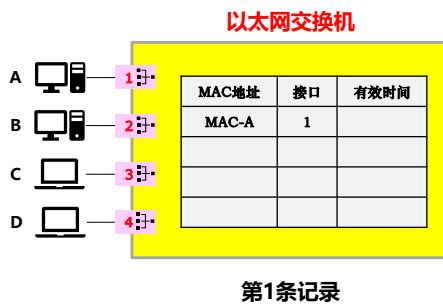 以太网交换机
A 1
MAC地址 接口 有效时间
B 2 MAC-A 1
C 3
D 4
第1条记录